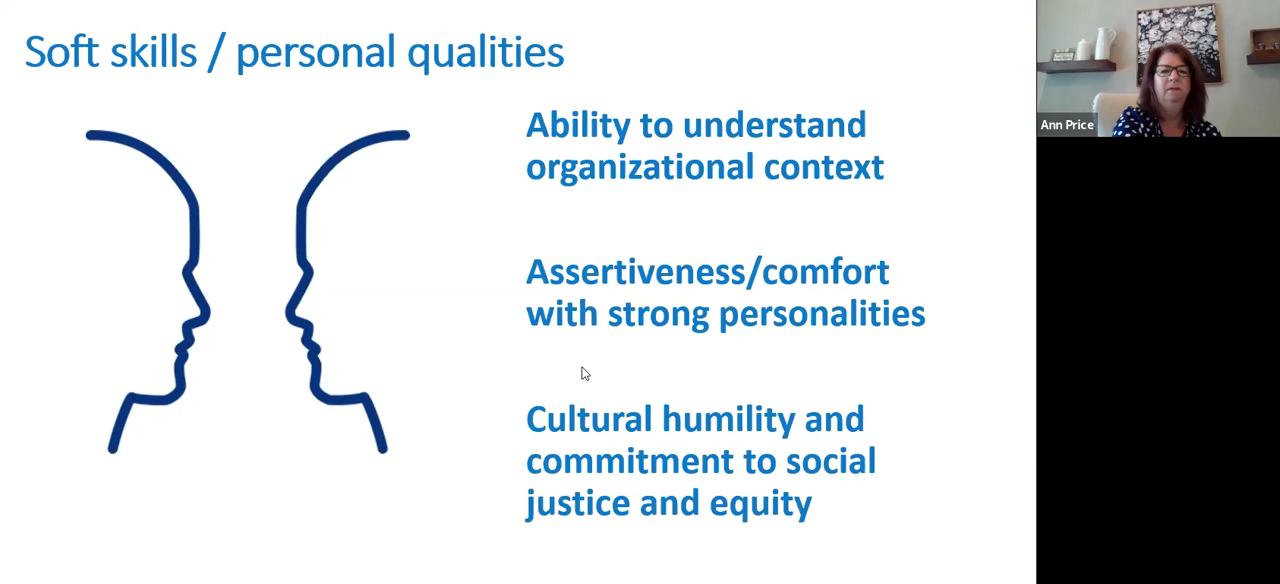 Soft skills / personal qualities
Ability to understand
organizational context
Assertiveness/comfort
with strong personalities
Cultural humility and
commitment to social
justice and equity
Ann Price